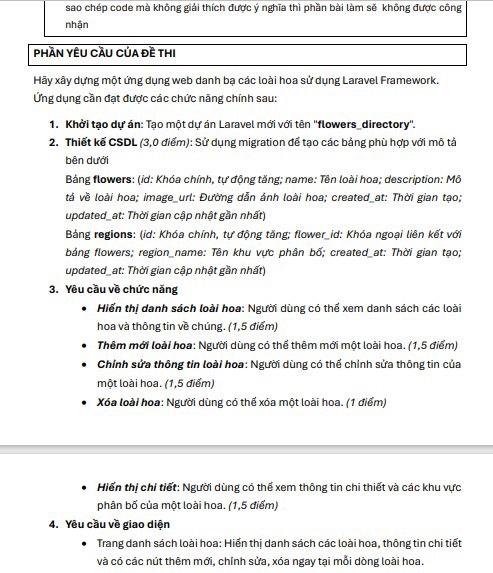 sao chép code mà không giải thích được ý nghĩa thì phần bài làm sẽ không được công
nhận
PHẦN YÊU CẦU CỦA ĐỀ THI
Hãy xây dựng một ứng dụng web danh bạ các loài hoa sử dụng Laravel Framework.
Ứng dụng cần đạt được các chức năng chính sau:
1. Khởi tạo dự án: Tạo một dự án Laravel mới với tên "flowers_directory".
2. Thiết kế CSDL (3,0 điểm): Sử dụng migration để tạo các bảng phù hợp với mô tả
bên dưới
Bảng flowers: (id: Khóa chính, tự động tăng; name: Tên loài hoa; description: Mô
tả về loài hoa; image_url: Đường dẫn ảnh loài hoa; created_at: Thời gian tạo;
updated_at: Thời gian cập nhật gần nhất)
Bảng regions: (id: Khóa chính, tự động tăng; flower_id: Khóa ngoại liên kết với
bảng flowers; region_name: Tên khu vực phân bố; created_at: Thời gian tạo;
updated_at: Thời gian cập nhật gần nhất)
3. Yêu cầu về chức năng
• Hiển thị danh sách loài hoa: Người dùng có thể xem danh sách các loài
hoa và thông tin về chúng. (1,5 điểm)
• Thêm mới loài hoa: Người dùng có thể thêm mới một loài hoa. (1,5 điểm)
• Chỉnh sửa thông tin loài hoa: Người dùng có thể chỉnh sửa thông tin của
một loài hoa. (1,5 điểm)
• Xóa loài hoa: Người dùng có thể xóa một loài hoa. (1 điểm)
• Hiển thị chi tiết: Người dùng có thể xem thông tin chi tiết và các khu vực
phân bố của một loài hoa. (1,5 điểm)
4. Yêu cầu về giao diện
• Trang danh sách loài hoa: Hiển thị danh sách các loài hoa, thông tin chi tiết
và có các nút thêm mới, chỉnh sửa, xóa ngay tại mỗi dòng loài hoa.